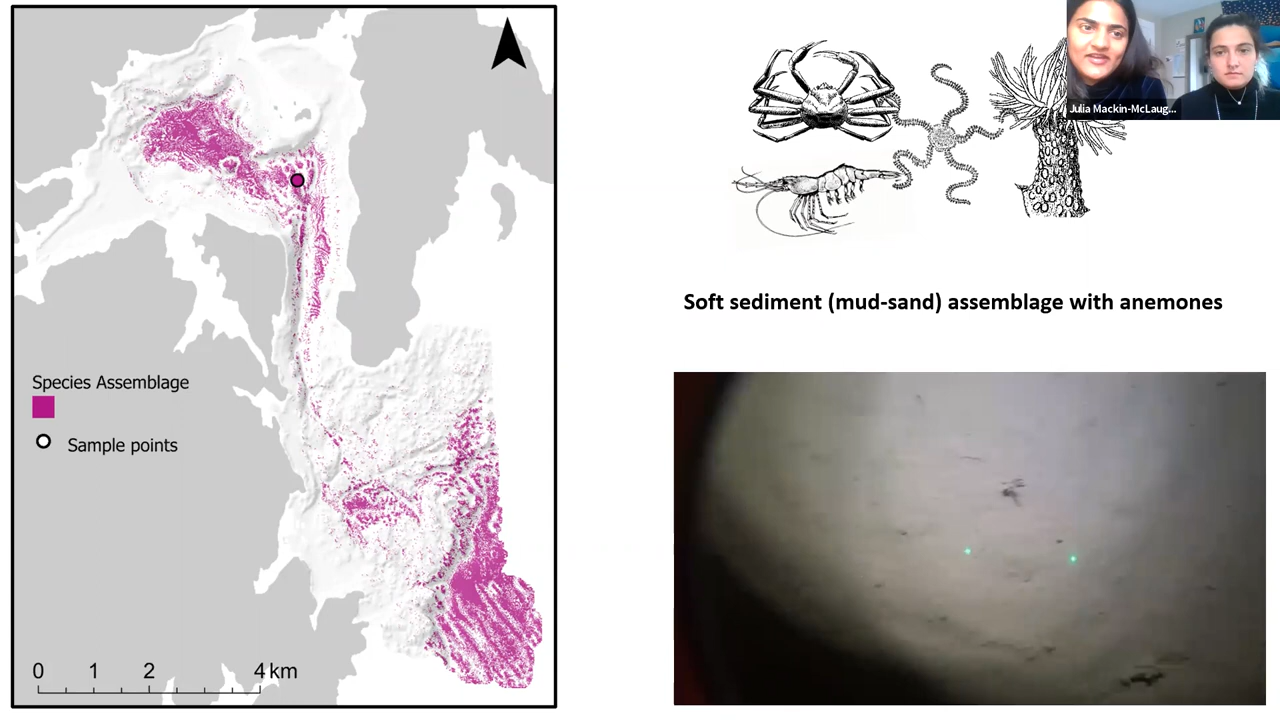 Julia Mackin-McLaug...
Soft sediment (mud-sand) assemblage with anemones
Species Assemblage
Sample points
0 1 2 4 km